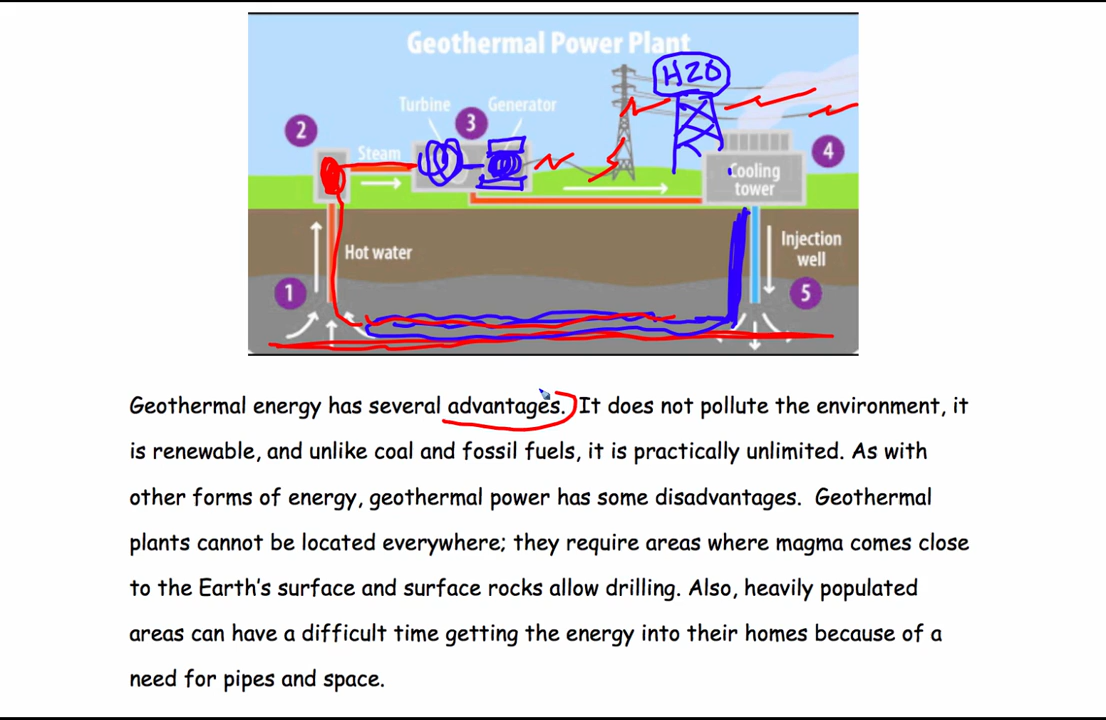 Geothermal Power Plant
H2O
Turbine
Generator
2
3
Steam
4
Cooling
tower
Hot water
Injection
well
1
5
Geothermal energy has several advantages. It does not pollute the environment, it
is renewable, and unlike coal and fossil fuels, it is practically unlimited. As with
other forms of energy, geothermal power has some disadvantages. Geothermal
plants cannot be located everywhere; they require areas where magma comes close
to the Earth's surface and surface rocks allow drilling. Also, heavily populated
areas can have a difficult time getting the energy into their homes because of a
need for pipes and space.